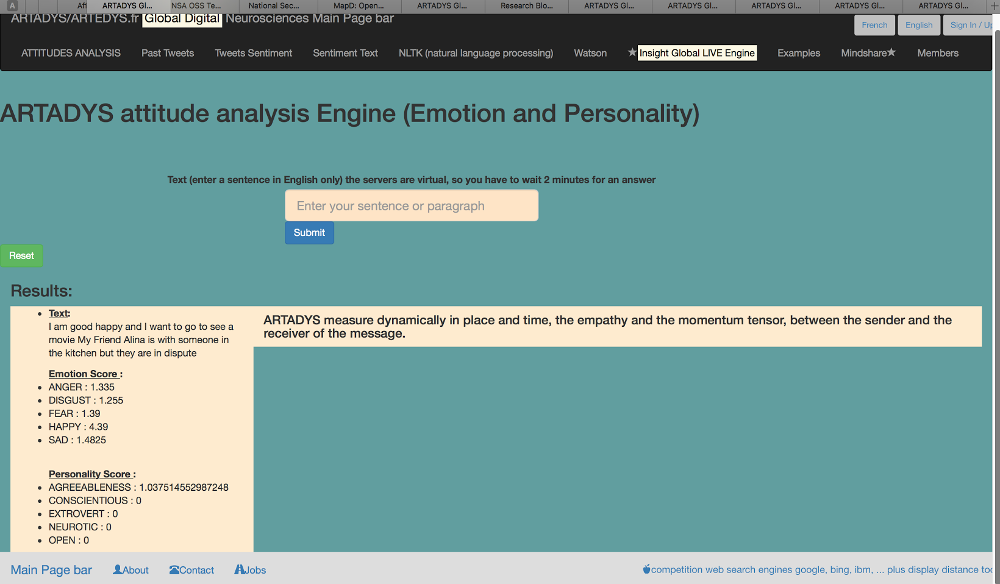 A
Aff
ARTADYS Gl...
NSA OSS Te...
National Sec...
MapD: Open...
ARTADYS Gl...
Research Blo...
ARTADYS Gl...
ARTADYS Gl...
ARTADYS Gl...
ARTADYS Gl...
ARTADYS Gl...
ARTADYS/ARTEDYS.fr Global Digital Neurosciences Main Page bar
French
English
Sign In / Up
ATTITUDES ANALYSIS
Past Tweets
Tweets Sentiment
Sentiment Text
NLTK (natural language processing)
Watson
★Insight Global LIVE Engine
Examples
Mindshare★
Members
ARTADYS attitude analysis Engine (Emotion and Personality)
Text (enter a sentence in English only) the servers are virtual, so you have to wait 2 minutes for an answer
Enter your sentence or paragraph
Submit
Reset
Results:
• Text:
I am good happy and I want to go to see a
movie My Friend Alina is with someone in
the kitchen but they are in dispute
Emotion Score :
• ANGER : 1.335
• DISGUST : 1.255
• FEAR : 1.39
• HAPPY : 4.39
• SAD : 1.4825
Personality Score :
• AGREEABLENESS : 1.037514552987248
• CONSCIENTIOUS : 0
• EXTROVERT : 0
• NEUROTIC : 0
• OPEN : 0
ARTADYS measure dynamically in place and time, the empathy and the momentum tensor, between the sender and the
receiver of the message.
Main Page bar
About
Contact
Jobs
competition web search engines google, bing, ibm, ... plus display distance too